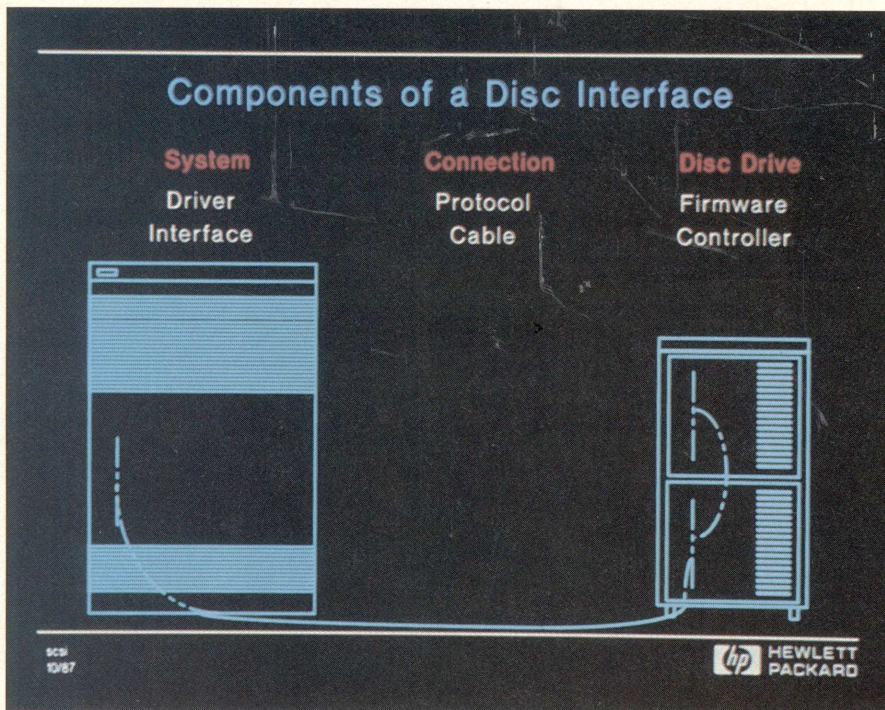 Components of a Disc Interface
System
Driver
Interface
Connection
Protocol
Cable
Disc Drive
Firmware
Controller
scsi
10/87
hp HEWLETT
PACKARD